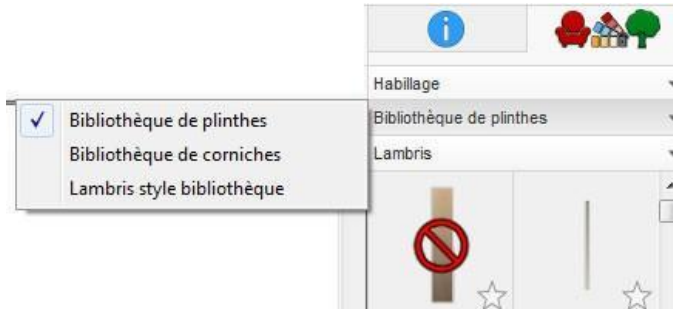 Habillage
Bibliothèque de plinthes
Lambris
Bibliothèque de plinthes
Bibliothèque de corniches
Lambris style bibliothèque